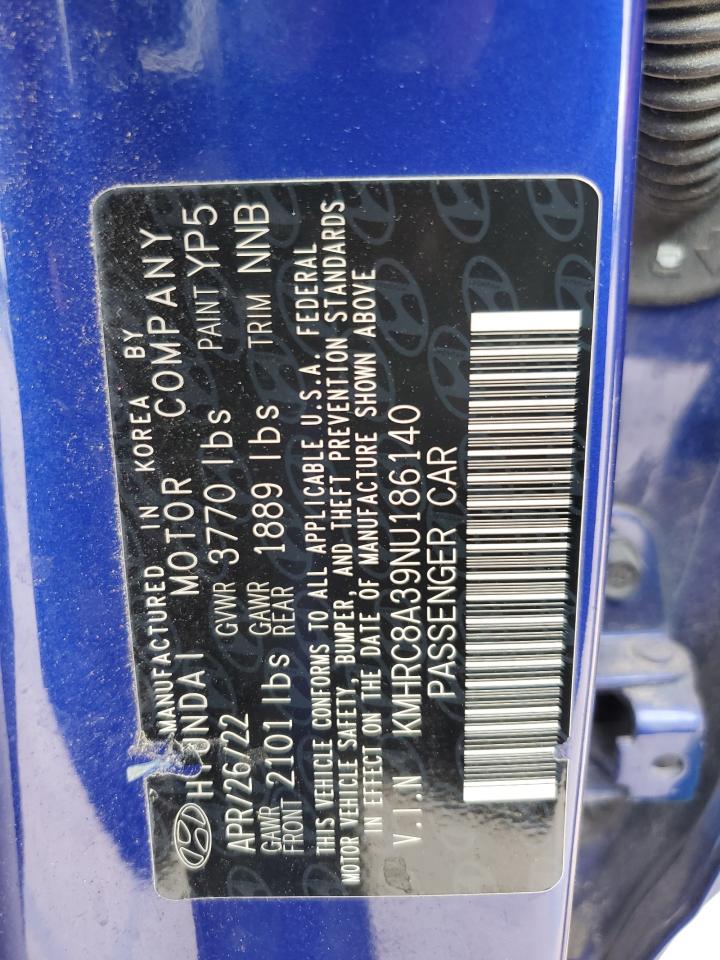 MANUFACTURED IN KOREA BY
HYUNDAI MOTOR COMPANY
APR/26/22 GVWR 3770 lbs PAINT YP5
GAWR FRONT 2101 lbs GAWR REAR 1889 lbs TRIM NNB
THIS VEHICLE CONFORMS TO ALL APPLICABLE U.S.A. FEDERAL
MOTOR VEHICLE SAFETY, BUMPER, AND THEFT PREVENTION STANDARDS
IN EFFECT ON THE DATE OF MANUFACTURE SHOWN ABOVE
V.I.N KMHRC8A39NU186140
PASSENGER CAR